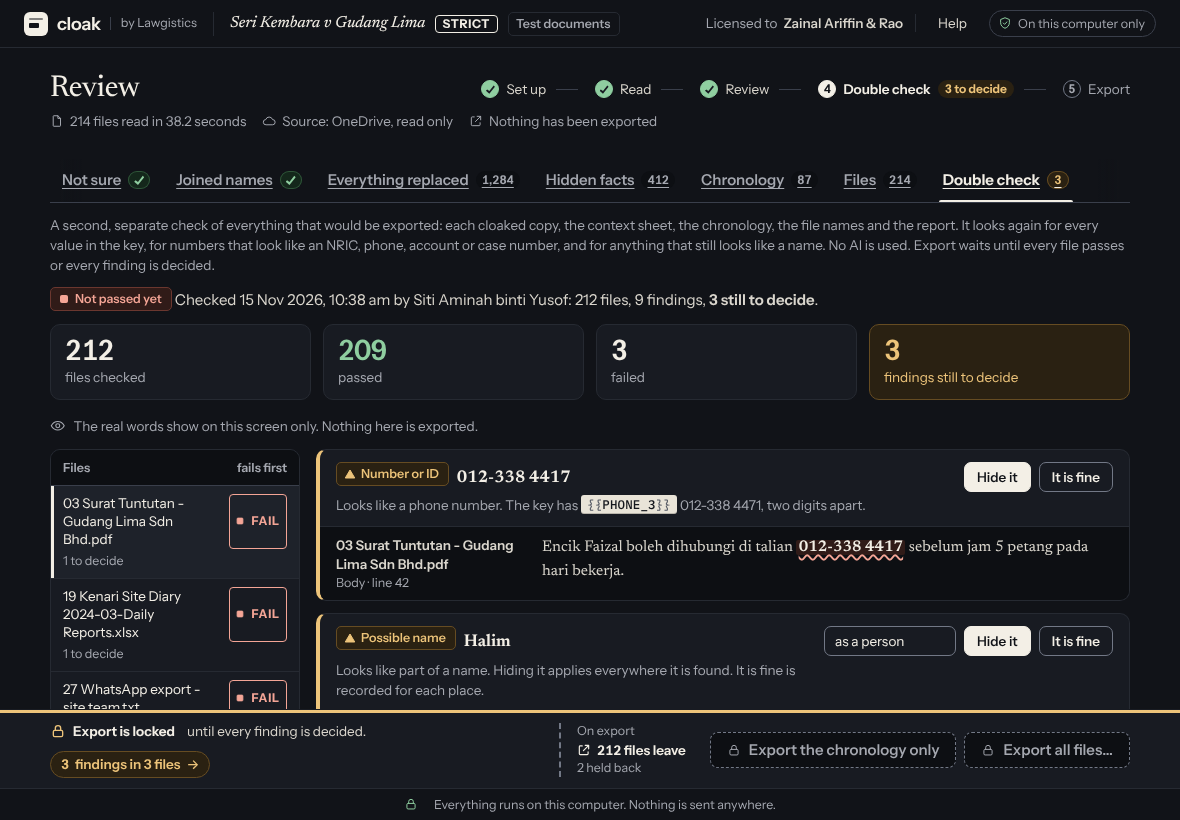 cloak by Lawgistics Seri Kembara v Gudang Lima STRICT Test documents Licensed to Zainal Ariffin & Rao Help On this computer only
Review
Set up Read Review 4 Double check 3 to decide 5 Export
214 files read in 38.2 seconds Source: OneDrive, read only Nothing has been exported
Not sure Joined names Everything replaced 1,284 Hidden facts 412 Chronology 87 Files 214 Double check 3
A second, separate check of everything that would be exported: each cloaked copy, the context sheet, the chronology, the file names and the report. It looks again for every
value in the key, for numbers that look like an NRIC, phone, account or case number, and for anything that still looks like a name. No AI is used. Export waits until every file passes
or every finding is decided.
Not passed yet Checked 15 Nov 2026, 10:38 am by Siti Aminah binti Yusof: 212 files, 9 findings, 3 still to decide.
212
files checked
209
passed
3
failed
3
findings still to decide
The real words show on this screen only. Nothing here is exported.
Files fails first
03 Surat Tuntutan -
Gudang Lima Sdn
Bhd.pdf
1 to decide
FAIL
19 Kenari Site Diary
2024-03-Daily
Reports.xlsx
1 to decide
FAIL
27 WhatsApp export -
site team.txt
FAIL
Number or ID 012-338 4417 Hide it It is fine
Looks like a phone number. The key has {{PHONE_3}} 012-338 4471, two digits apart.
03 Surat Tuntutan - Gudang
Lima Sdn Bhd.pdf
Body · line 42
Encik Faizal boleh dihubungi di talian 012-338 4417 sebelum jam 5 petang pada
hari bekerja.
Possible name Halim as a person Hide it It is fine
Looks like part of a name. Hiding it applies everywhere it is found. It is fine is
recorded for each place.
Export is locked until every finding is decided.
3 findings in 3 files →
On export
212 files leave
2 held back
Export the chronology only Export all files...
Everything runs on this computer. Nothing is sent anywhere.